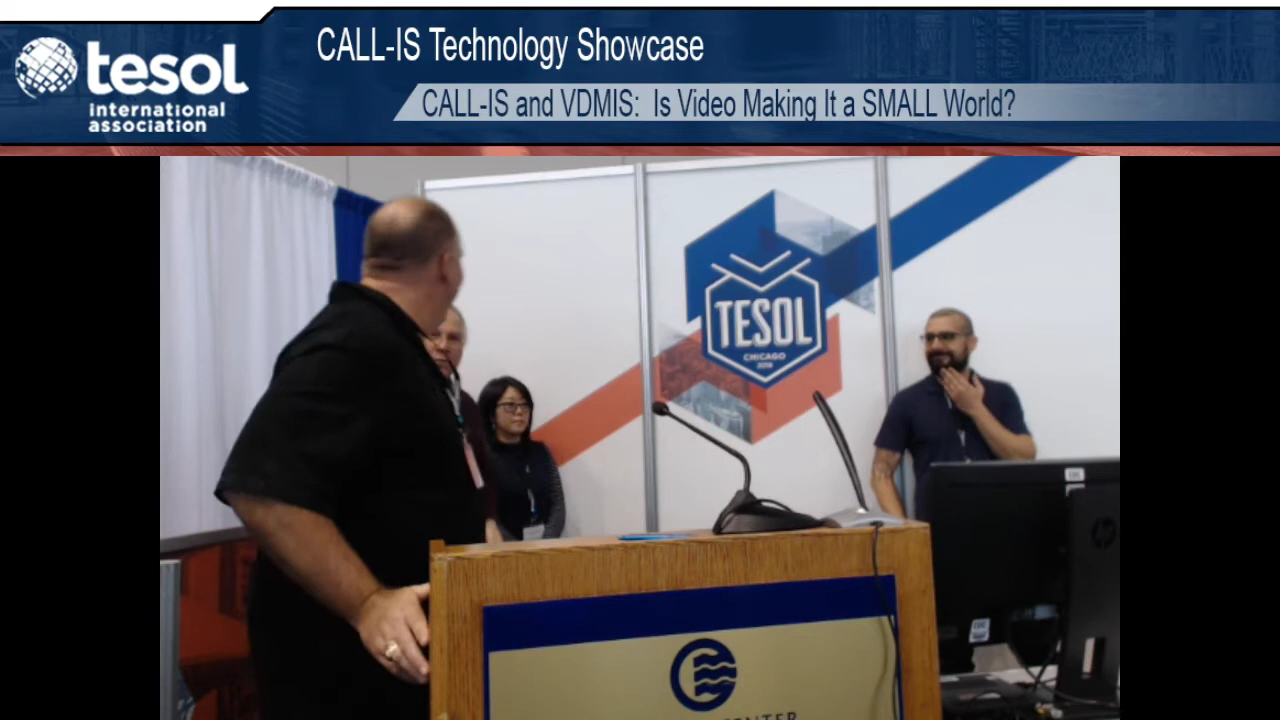 CALL-IS Technology Showcase
tesol
international
association
CALL-IS and VDMIS:  Is Video Making It a SMALL World?
TESOL
CHICAGO
2018
hp